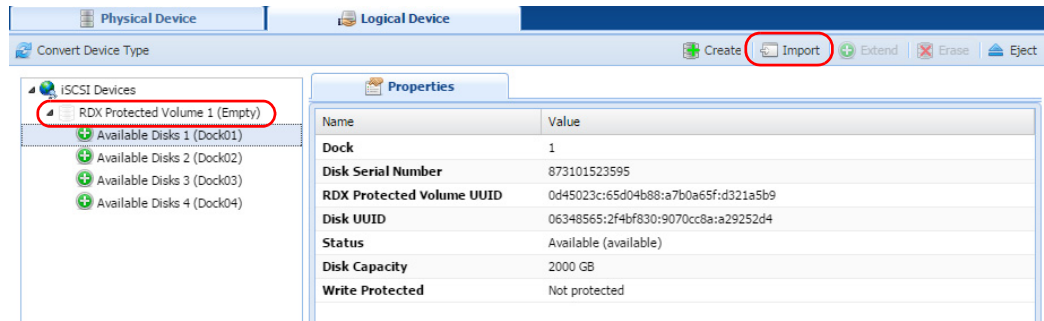 Physical Device Logical Device
Convert Device Type Create Import Extend Erase Eject
iSCSI Devices
RDX Protected Volume 1 (Empty)
Available Disks 1 (Dock01)
Available Disks 2 (Dock02)
Available Disks 3 (Dock03)
Available Disks 4 (Dock04)
Properties
Name Value
Dock 1
Disk Serial Number 873101523595
RDX Protected Volume UUID 0d45023c:65d04b88:a7b0a65f:d321a5b9
Disk UUID 06348565:2f4bf830:9070cc8a:a29252d4
Status Available (available)
Disk Capacity 2000 GB
Write Protected Not protected